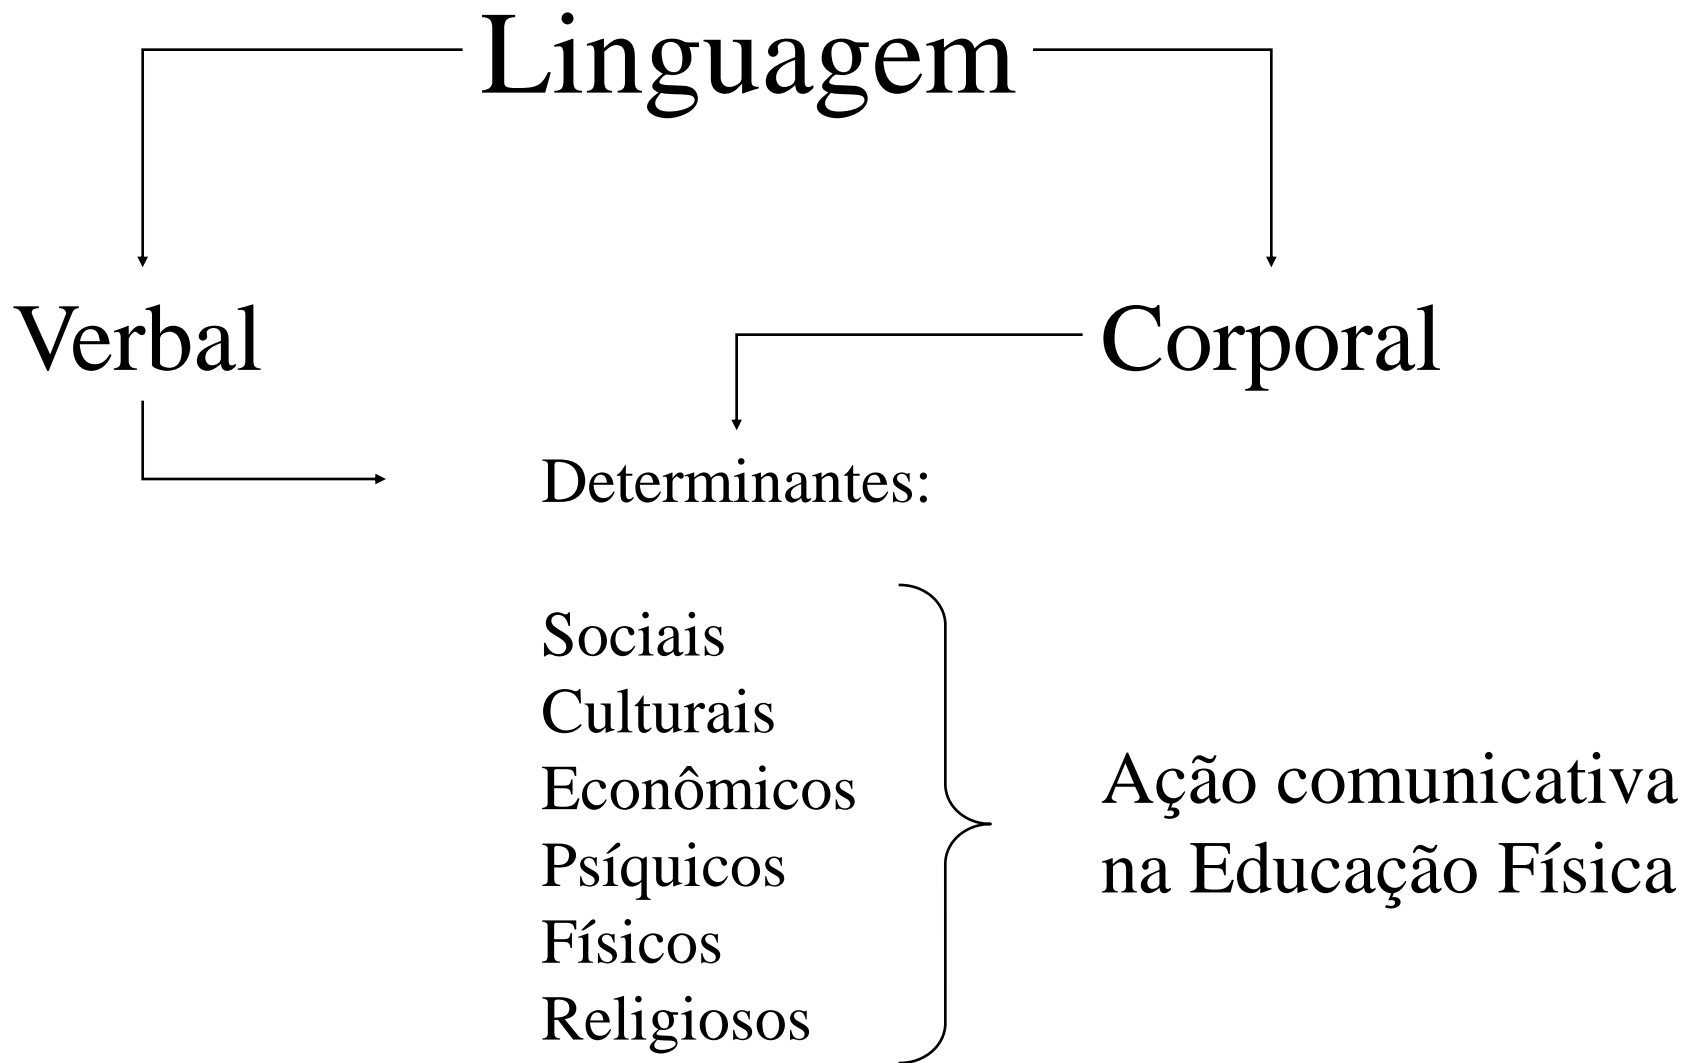 Linguagem
Verbal
Corporal
Determinantes:
Sociais
Culturais
Econômicos
Psíquicos
Físicos
Religiosos
Ação comunicativa
na Educação Física